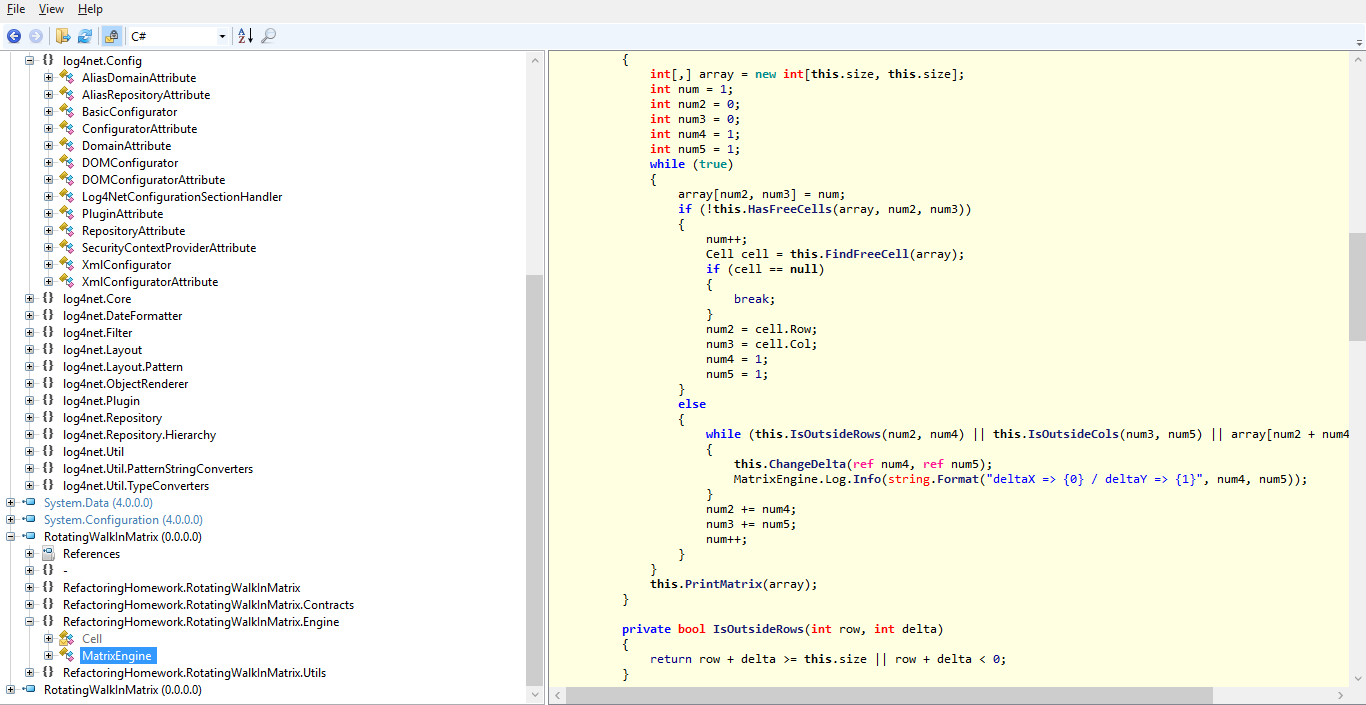 File View Help
C#
log4net.Config
AliasDomainAttribute
AliasRepositoryAttribute
BasicConfigurator
ConfiguratorAttribute
DomainAttribute
DOMConfigurator
DOMConfiguratorAttribute
Log4NetConfigurationSectionHandler
PluginAttribute
RepositoryAttribute
SecurityContextProviderAttribute
XmlConfigurator
XmlConfiguratorAttribute
log4net.Core
log4net.DateFormatter
log4net.Filter
log4net.Layout
log4net.Layout.Pattern
log4net.ObjectRenderer
log4net.Plugin
log4net.Repository
log4net.Repository.Hierarchy
log4net.Util
log4net.Util.PatternStringConverters
log4net.Util.TypeConverters
System.Data (4.0.0.0)
System.Configuration (4.0.0.0)
RotatingWalkInMatrix (0.0.0.0)
References
-
RefactoringHomework.RotatingWalkInMatrix
RefactoringHomework.RotatingWalkInMatrix.Contracts
RefactoringHomework.RotatingWalkInMatrix.Engine
Cell
MatrixEngine
RefactoringHomework.RotatingWalkInMatrix.Utils
RotatingWalkInMatrix (0.0.0.0)
{
int[,] array = new int[this.size, this.size];
int num = 1;
int num2 = 0;
int num3 = 0;
int num4 = 1;
int num5 = 1;
while (true)
{
array[num2, num3] = num;
if (!this.HasFreeCells(array, num2, num3))
{
num++;
Cell cell = this.FindFreeCell(array);
if (cell == null)
{
break;
}
num2 = cell.Row;
num3 = cell.Col;
num4 = 1;
num5 = 1;
}
else
{
while (this.IsOutsideRows(num2, num4) || this.IsOutsideCols(num3, num5) || array[num2 + num4
{
this.ChangeDelta(ref num4, ref num5);
MatrixEngine.Log.Info(string.Format("deltaX => {0} / deltaY => {1}", num4, num5));
}
num2 += num4;
num3 += num5;
num++;
}
}
this.PrintMatrix(array);
}
private bool IsOutsideRows(int row, int delta)
{
return row + delta >= this.size || row + delta < 0;
}